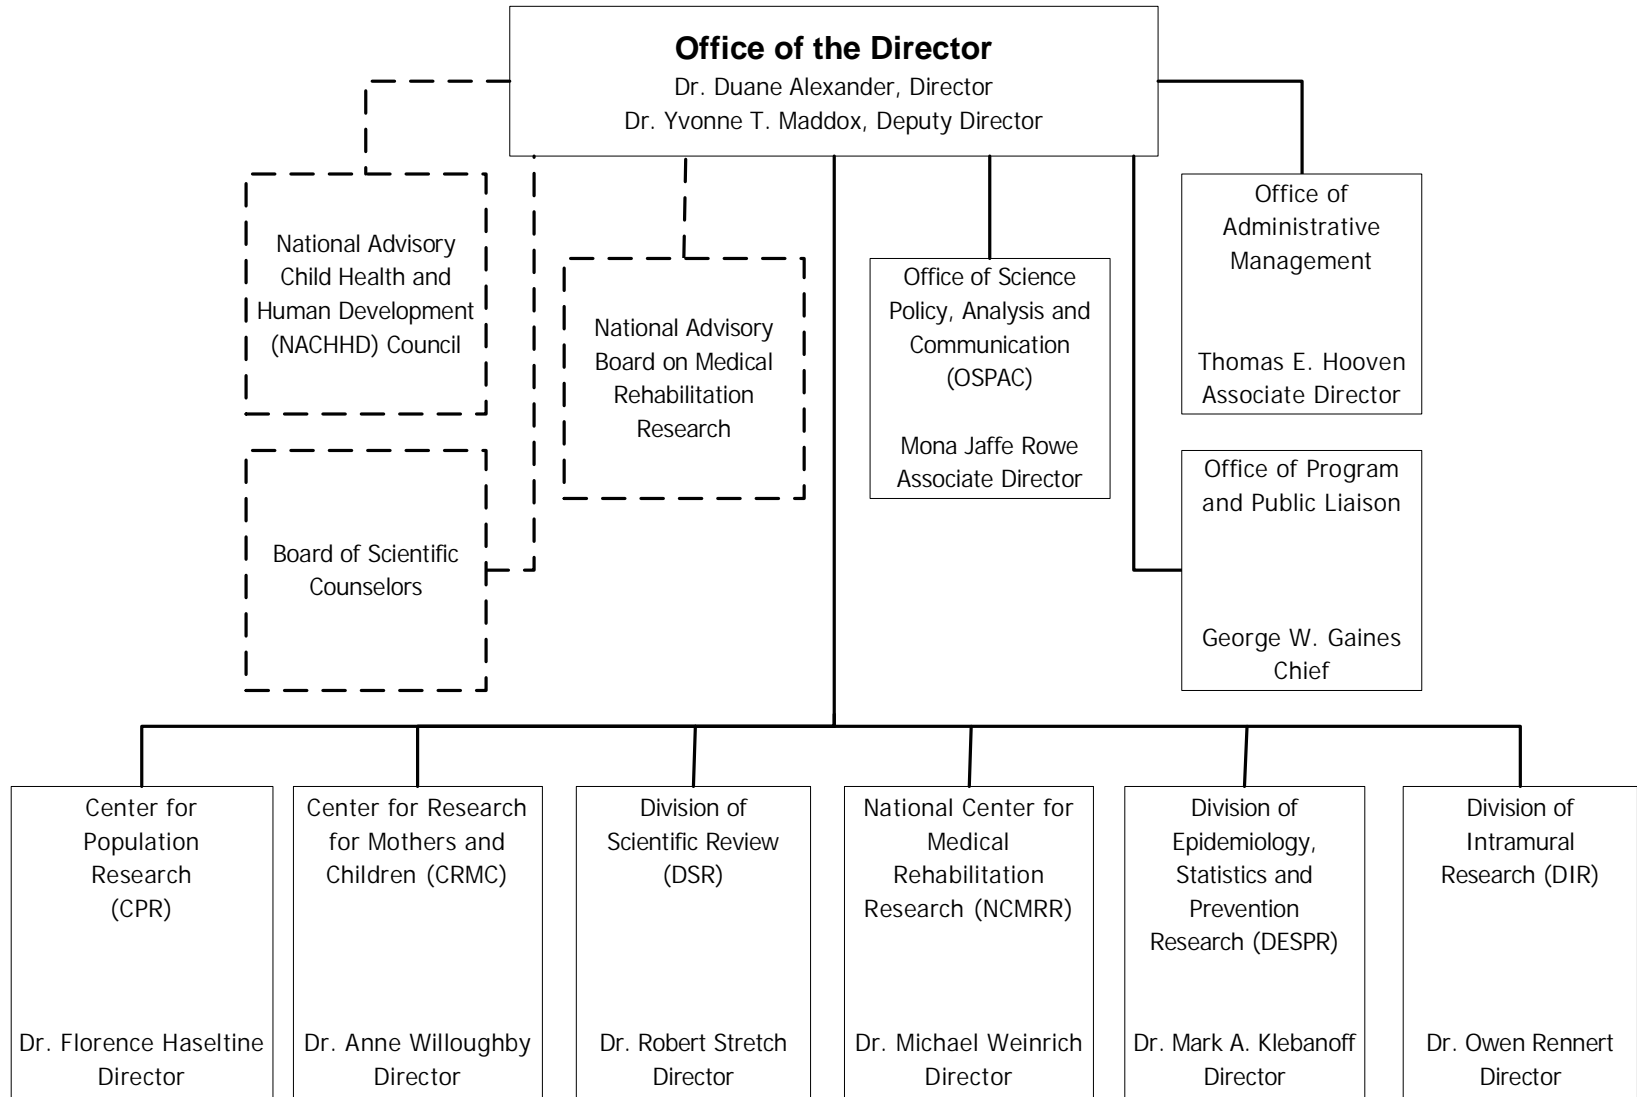 Office of the Director
Dr. Duane Alexander, Director
Dr. Yvonne T. Maddox, Deputy Director
National Advisory
Child Health and
Human Development
(NACHHD) Council
National Advisory
Board on Medical
Rehabilitation
Research
Office of Science
Policy, Analysis and
Communication
(OSPAC)
Mona Jaffe Rowe
Associate Director
Office of
Administrative
Management
Thomas E. Hooven
Associate Director
Board of Scientific
Counselors
Office of Program
and Public Liaison
George W. Gaines
Chief
Center for
Population
Research
(CPR)
Dr. Florence Haseltine
Director
Center for Research
for Mothers and
Children (CRMC)
Dr. Anne Willoughby
Director
Division of
Scientific Review
(DSR)
Dr. Robert Stretch
Director
National Center for
Medical
Rehabilitation
Research (NCMRR)
Dr. Michael Weinrich
Director
Division of
Epidemiology,
Statistics and
Prevention
Research (DESPR)
Dr. Mark A. Klebanoff
Director
Division of
Intramural
Research (DIR)
Dr. Owen Rennert
Director